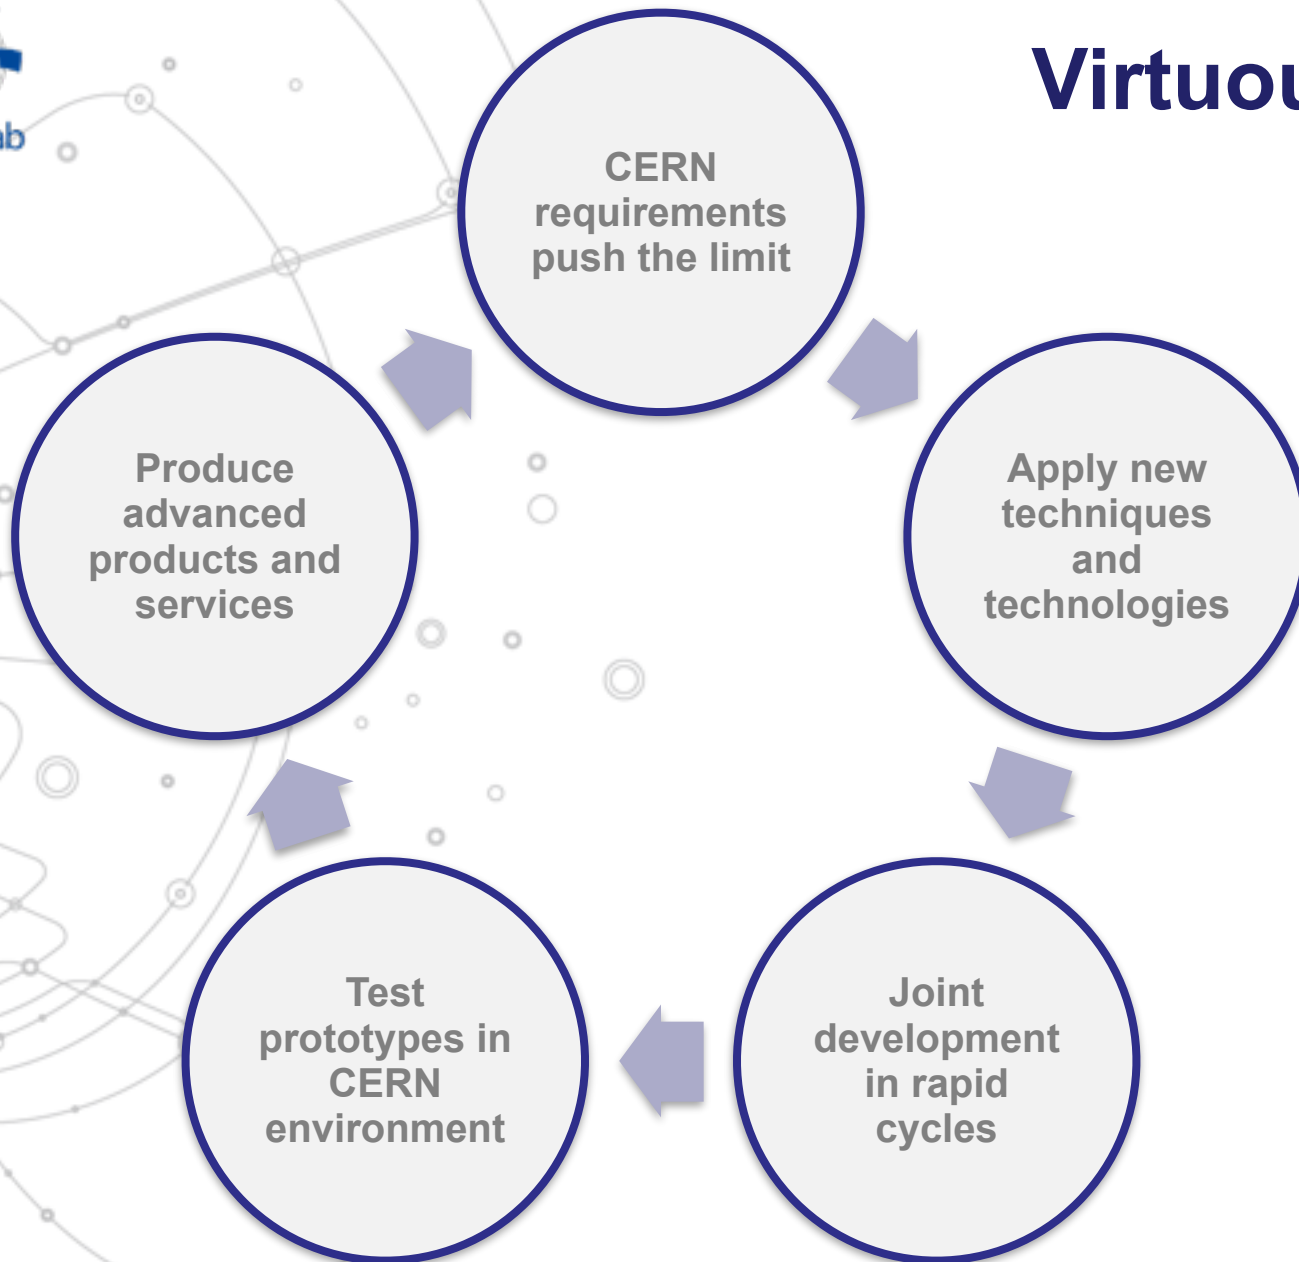 Virtuou
ab
CERN
requirements
push the limit
Apply new
techniques
and
technologies
Joint
development
in rapid
cycles
Test
prototypes in
CERN
environment
Produce
advanced
products and
services